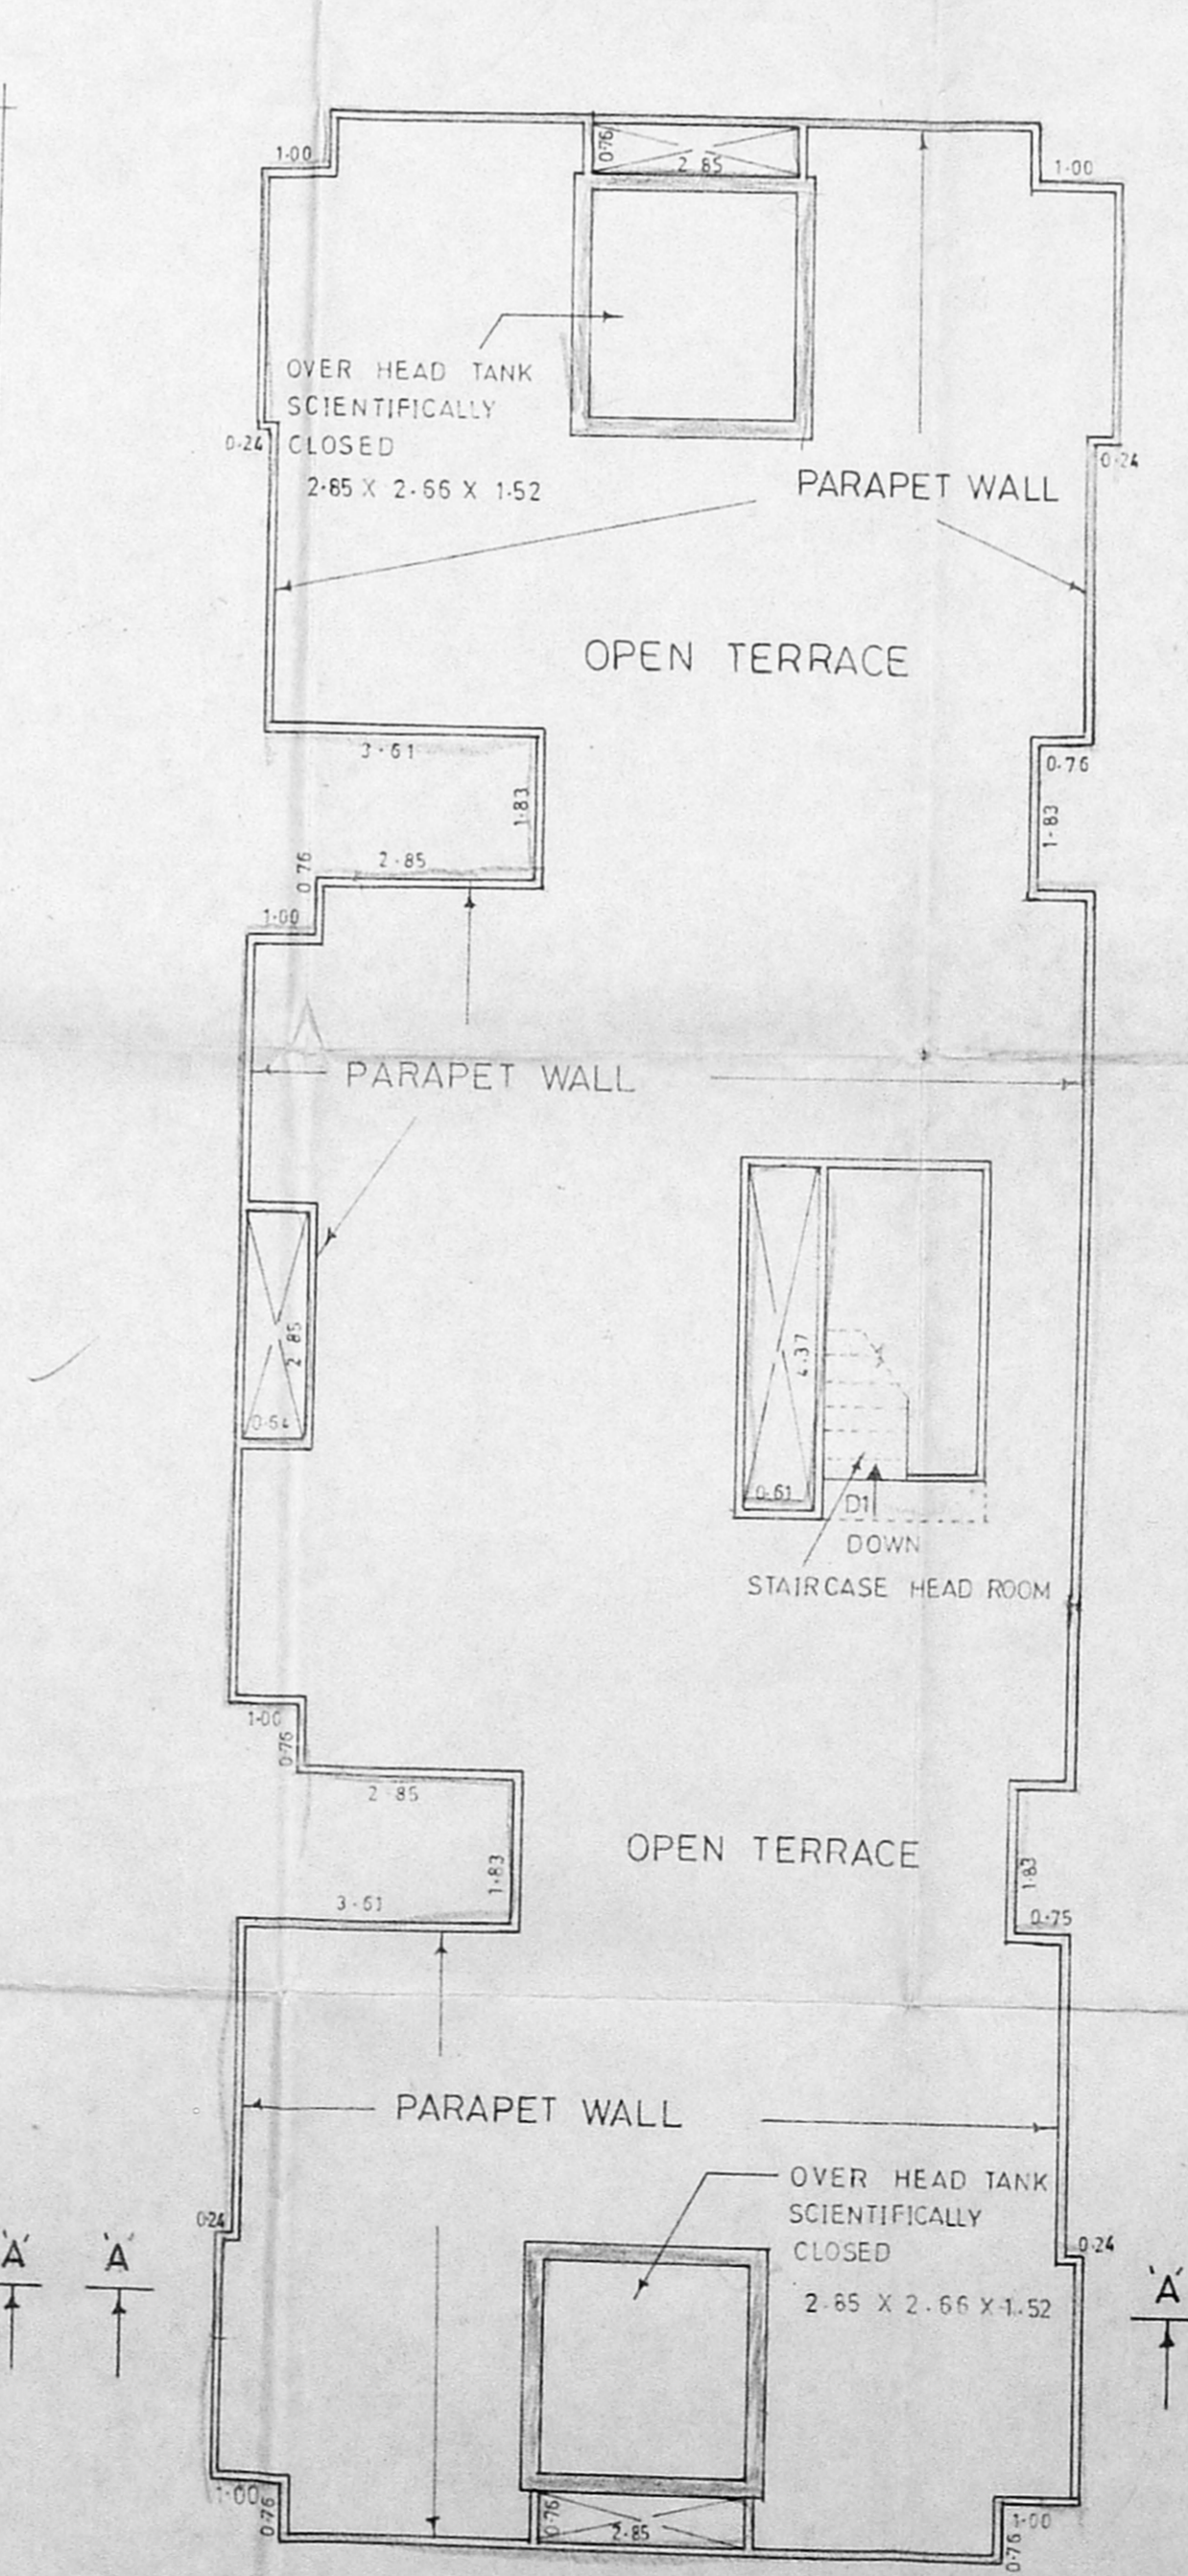 0.76
2.85
1.00
1.00
OVER HEAD TANK
SCIENTIFICALLY
CLOSED
2.85 X 2.66 X 1.52
0.24
0.24
PARAPET WALL
OPEN TERRACE
3.61
0.76
1.83
1.83
2.85
0.76
1.00
PARAPET WALL
2.85
4.37
0.61
D1
DOWN
STAIRCASE HEAD ROOM
1.00
0.76
2.85
OPEN TERRACE
1.83
1.83
3.61
0.75
PARAPET WALL
OVER HEAD TANK
SCIENTIFICALLY
CLOSED
2.85 X 2.66 X 1.52
0.24
0.24
'A'
'A'
'A'
1.00
0.76
0.76
2.85
1.00
0.76